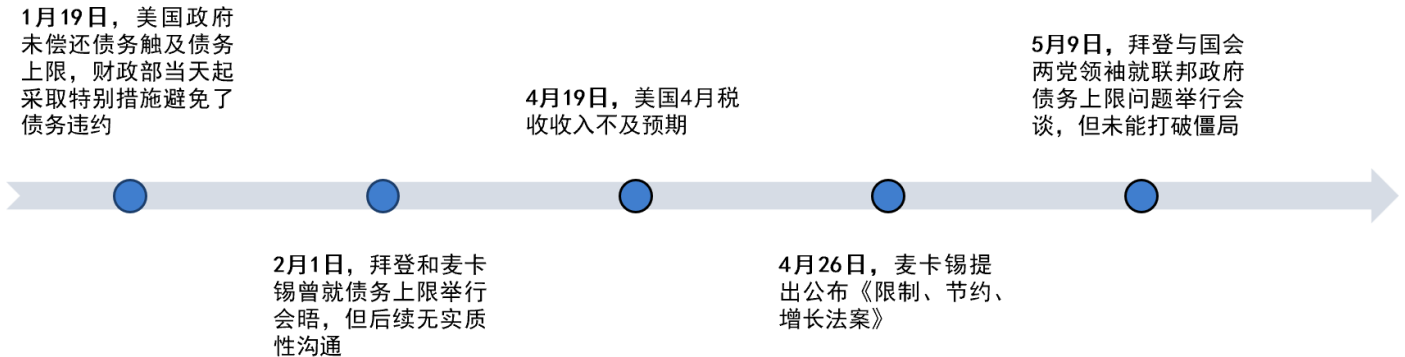 1月19日，美国政府
未偿还债务触及债务
上限，财政部当天起
采取特别措施避免了
债务违约
2月1日，拜登和麦卡
锡曾就债务上限举行
会晤，但后续无实质
性沟通
4月19日，美国4月税
收收入不及预期
4月26日，麦卡锡提
出公布《限制、节约、
增长法案》
5月9日，拜登与国会
两党领袖就联邦政府
债务上限问题举行会
谈，但未能打破僵局